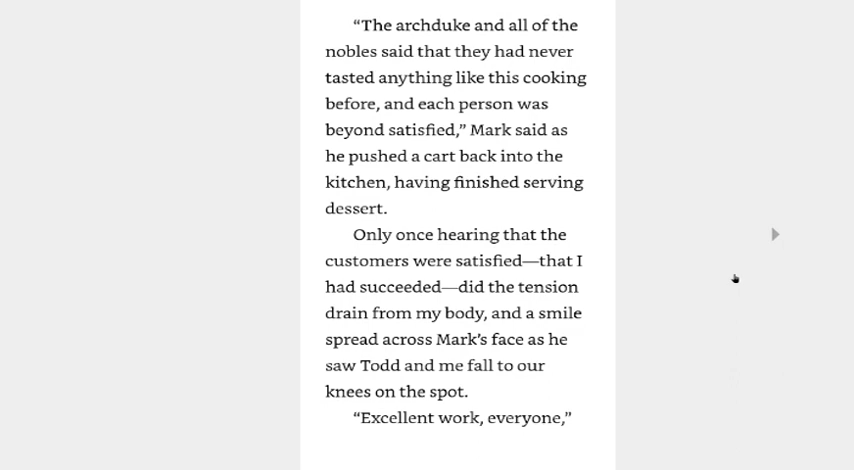 “The archduke and all of the
nobles said that they had never
tasted anything like this cooking
before, and each person was
beyond satisfied,” Mark said as
he pushed a cart back into the
kitchen, having finished serving
dessert.
Only once hearing that the
customers were satisfied—that I
had succeeded—did the tension
drain from my body, and a smile
spread across Mark’s face as he
saw Todd and me fall to our
knees on the spot.
“Excellent work, everyone,”